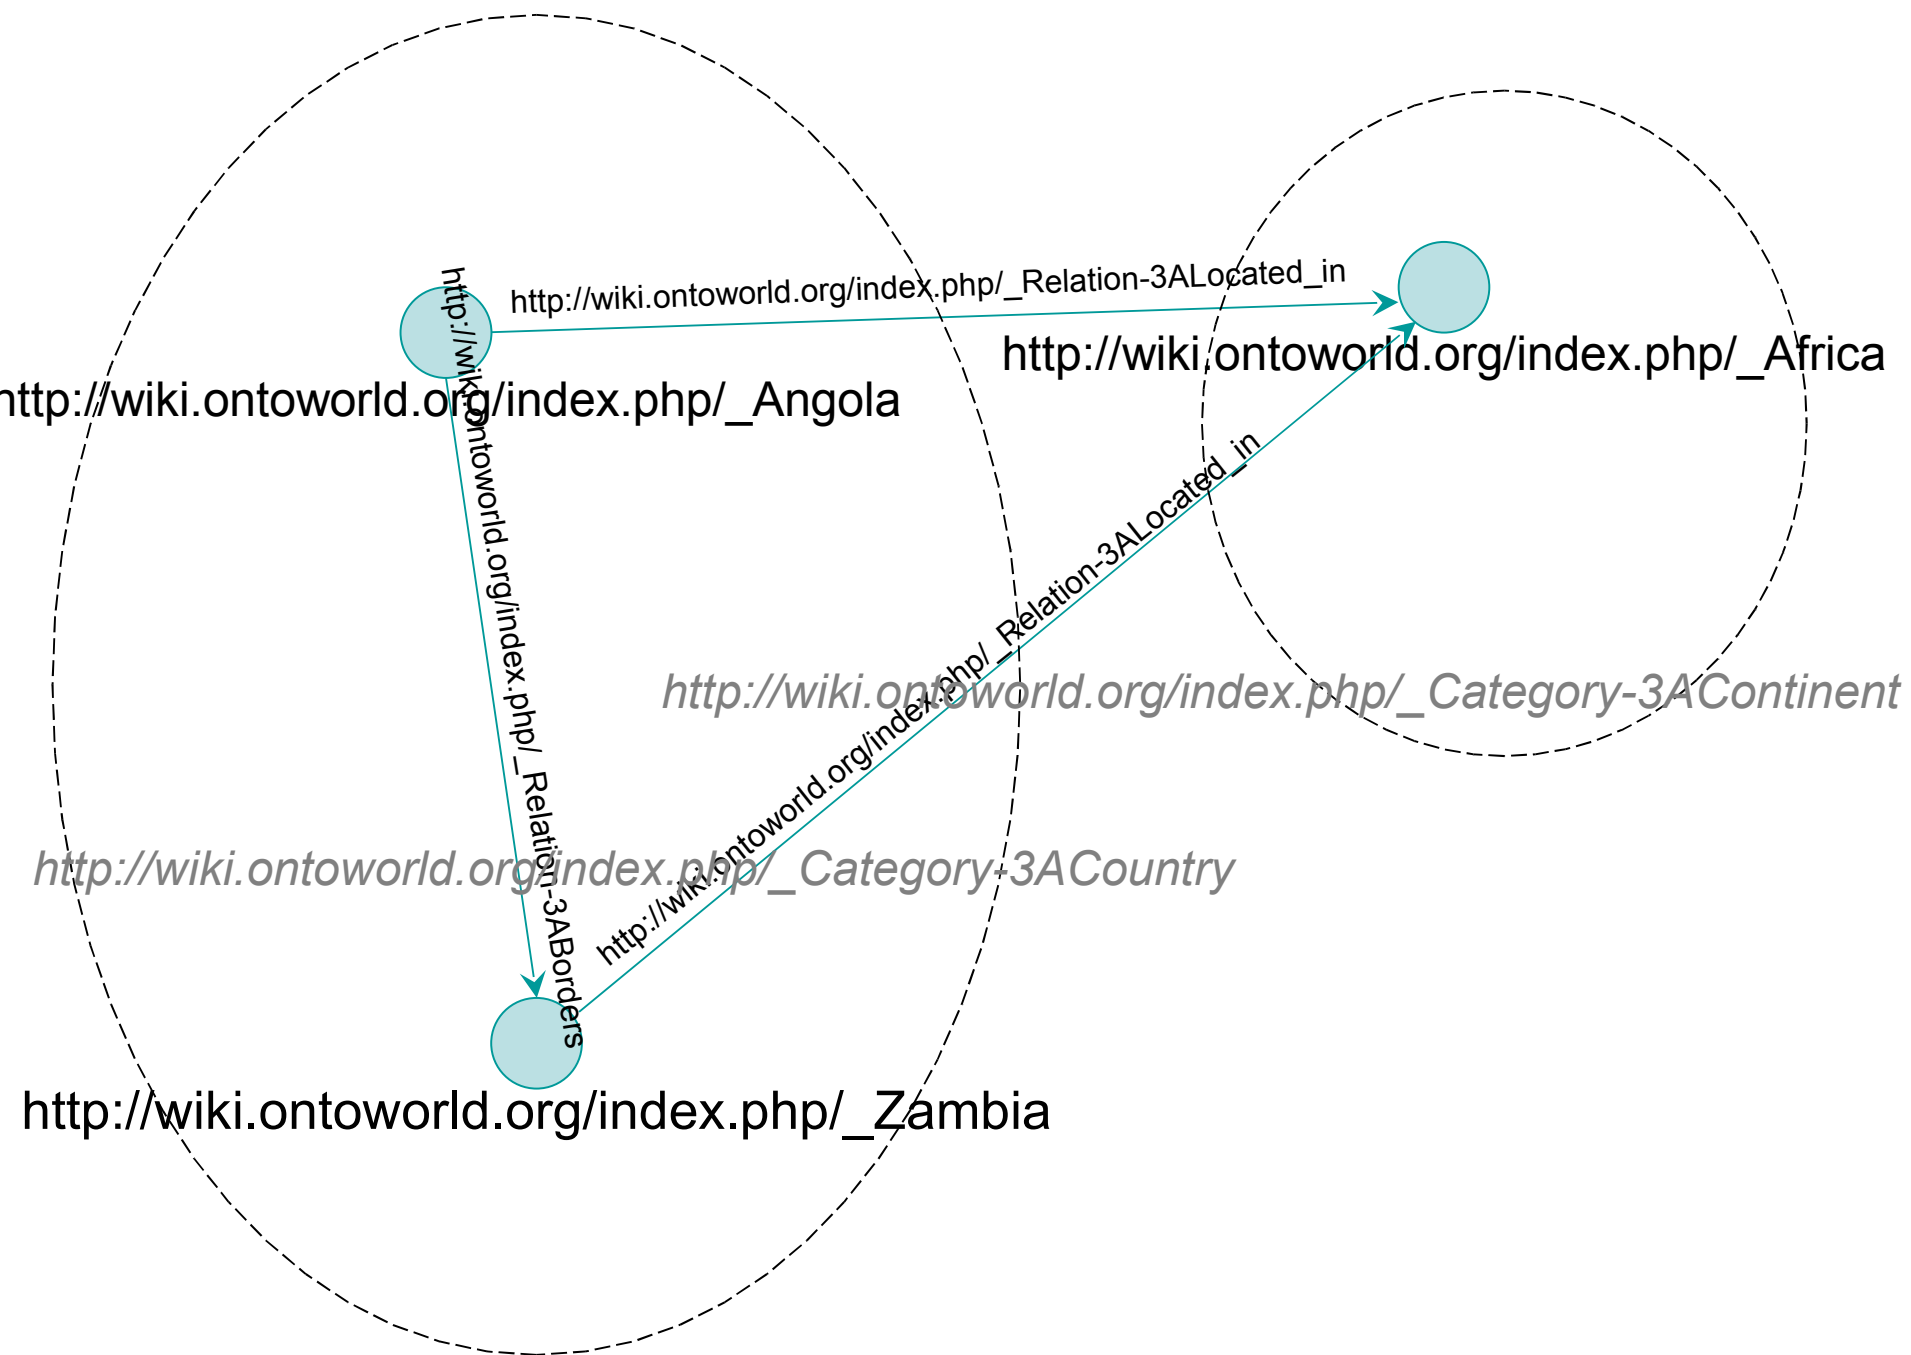 http://wiki.ontoworld.org/index.php/_Relation-3ALocated_in
http://wiki.ontoworld.org/index.php/_Africa
http://wiki.ontoworld.org/index.php/_Angola
http://wiki.ontoworld.org/index.php/_Relation-3ABorders
http://wiki.ontoworld.org/index.php/_Relation-3ALocated_in
http://wiki.ontoworld.org/index.php/_Category-3AContinent
http://wiki.ontoworld.org/index.php/_Category-3ACountry
http://wiki.ontoworld.org/index.php/_Zambia